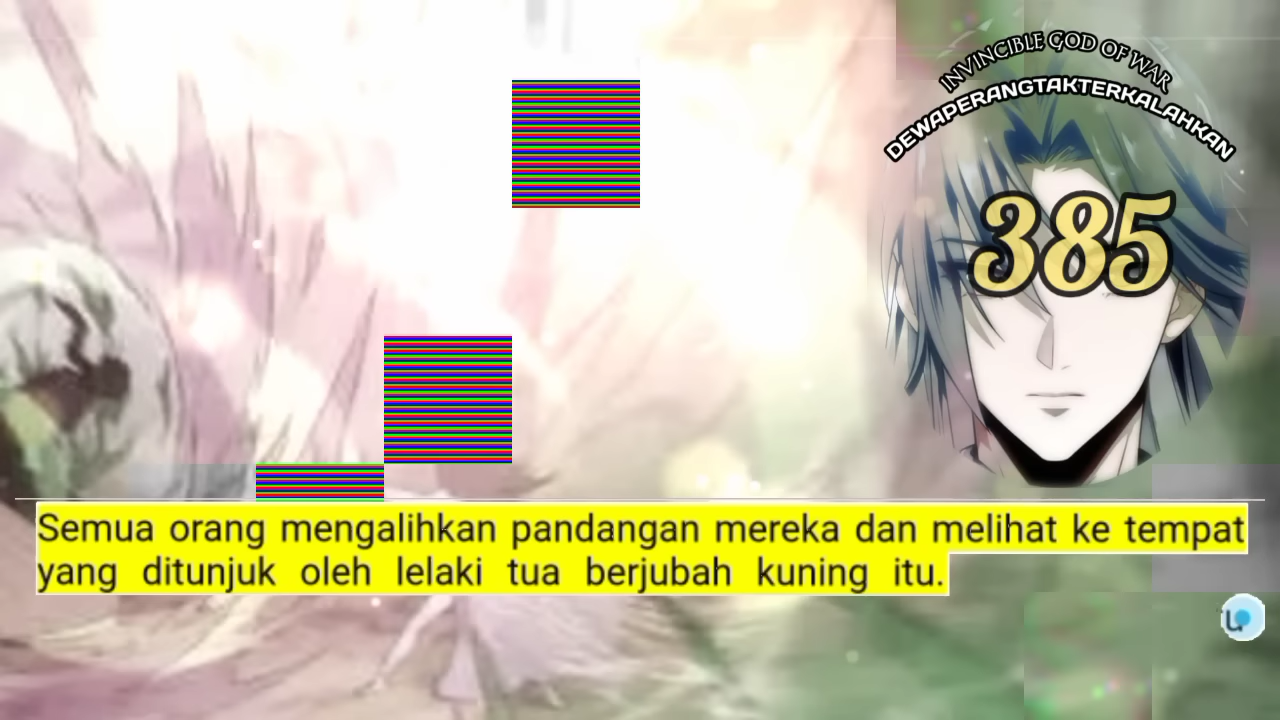 INVINCIBLE GOD OF WAR
DEWAPERANGTAKTERKALAHKAN
385
Semua orang mengalihkan pandangan mereka dan melihat ke tempat
yang ditunjuk oleh lelaki tua berjubah kuning itu.